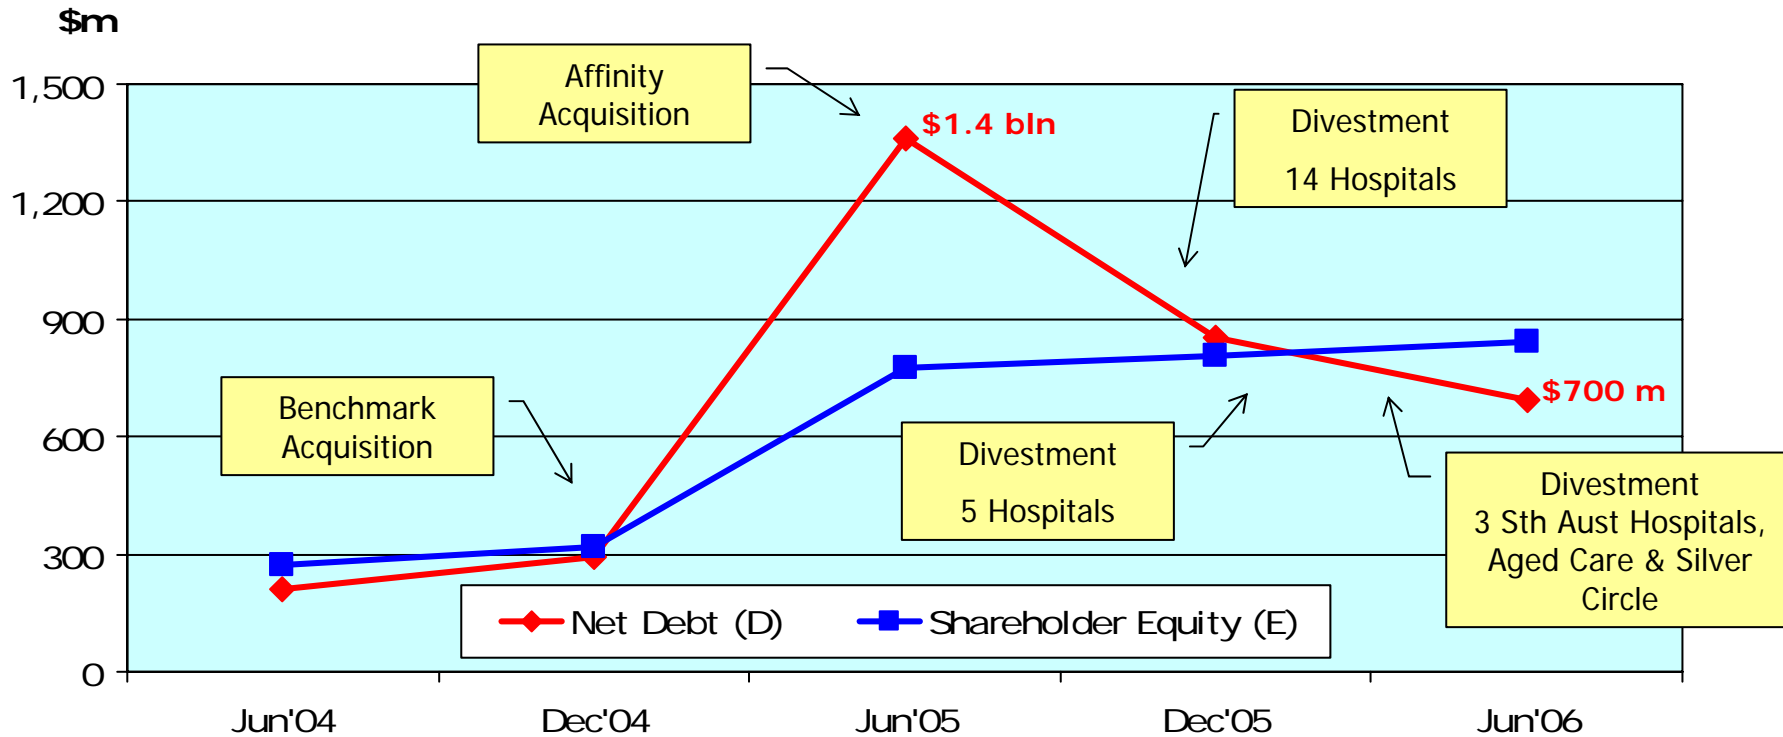 $m
1,500
1,200
900
600
300
0
Affinity
Acquisition
$1.4 bln
Divestment
14 Hospitals
Benchmark
Acquisition
$700 m
Divestment
5 Hospitals
Divestment
3 Sth Aust Hospitals,
Aged Care & Silver
Circle
Net Debt (D)
Shareholder Equity (E)
Jun'04
Dec'04
Jun'05
Dec'05
Jun'06